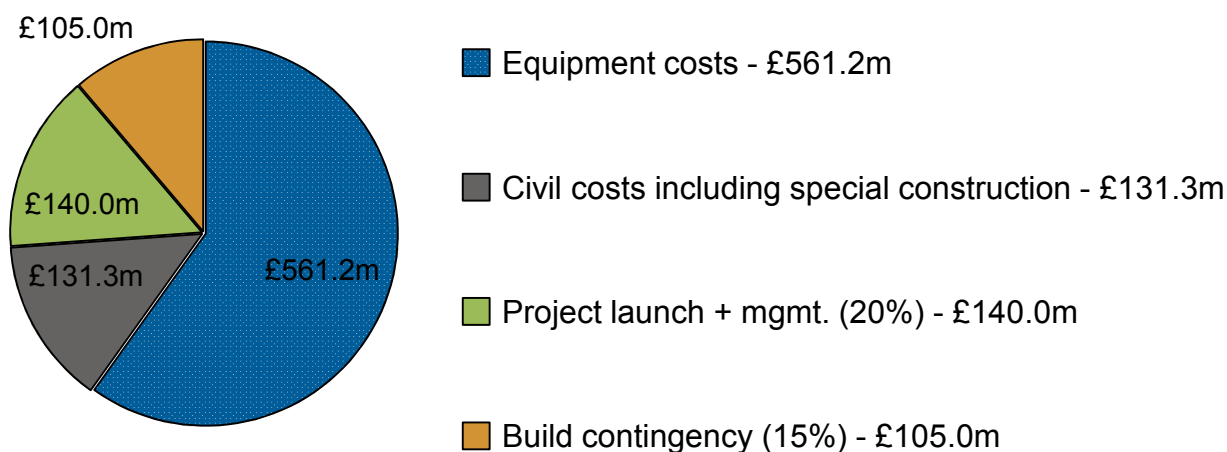 £105.0m
£140.0m
£131.3m
£561.2m
Equipment costs - £561.2m
Civil costs including special construction - £131.3m
Project launch + mgmt. (20%) - £140.0m
Build contingency (15%) - £105.0m